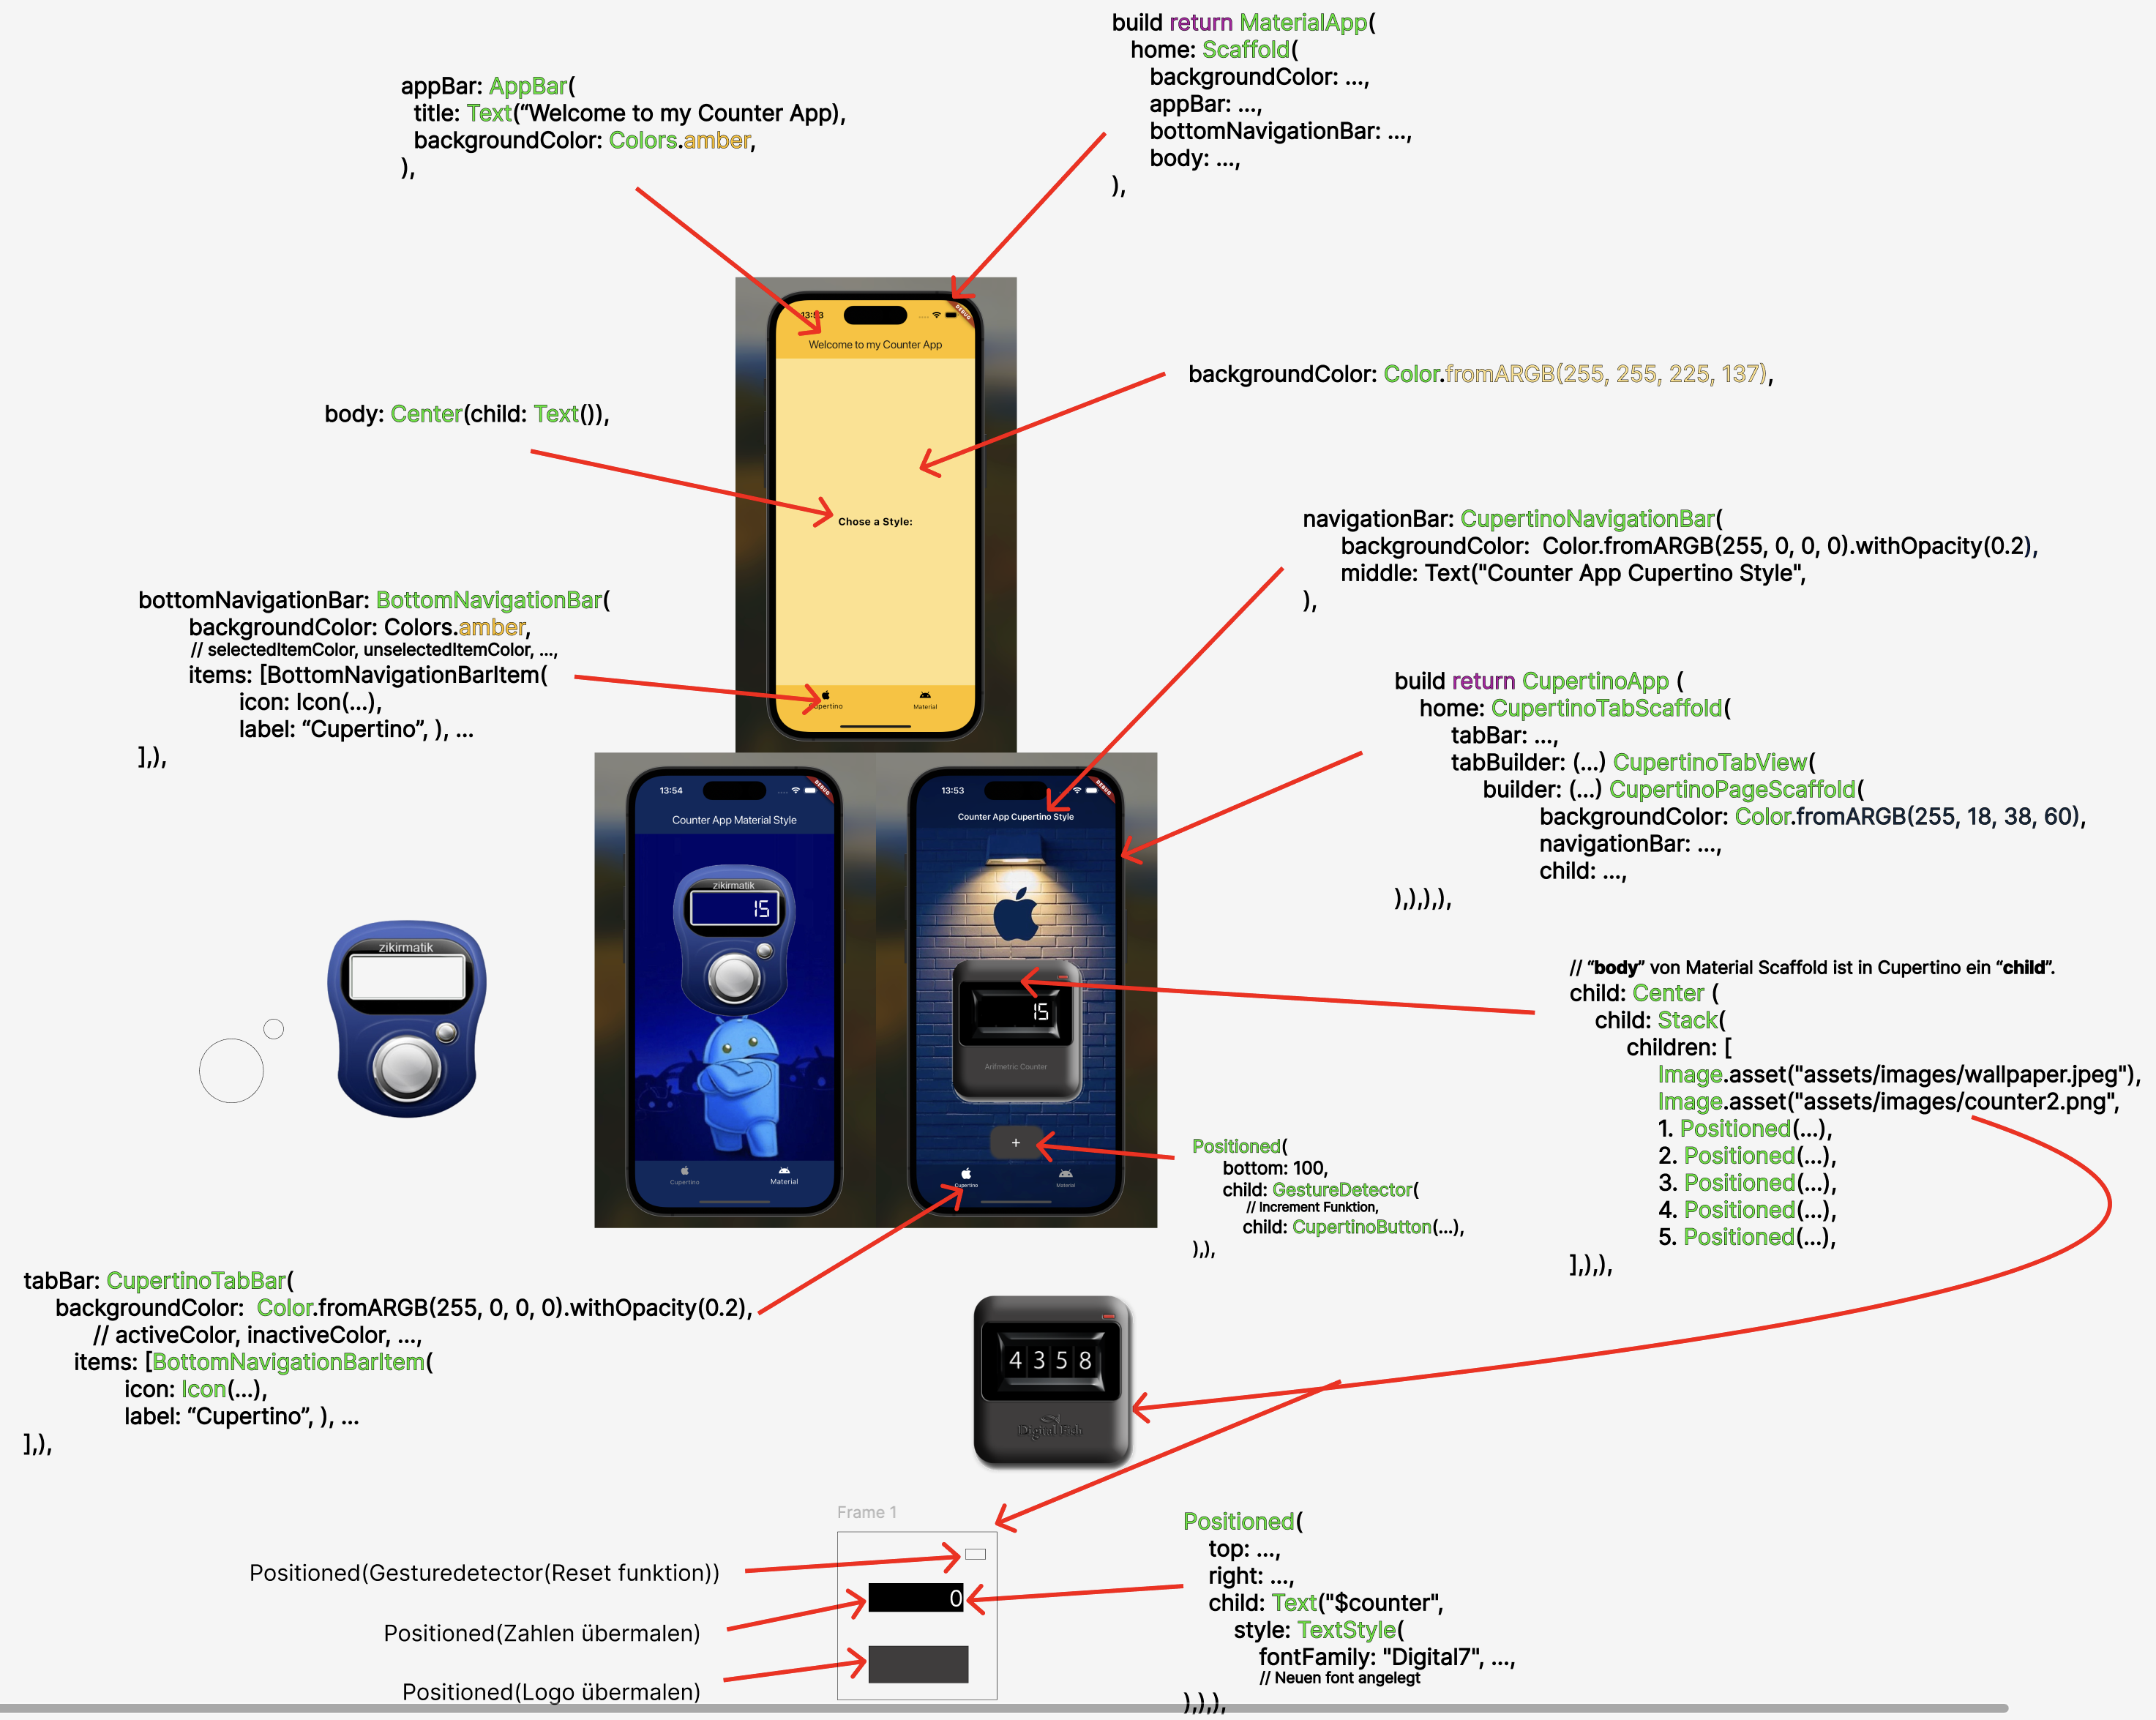 build return MaterialApp(
home: Scaffold(
backgroundColor: ...,
appBar: ...,
bottomNavigationBar: ...,
body: ...,
),
appBar: AppBar(
title: Text(“Welcome to my Counter App),
backgroundColor: Colors.amber,
),
13:53
DEBUG
Welcome to my Counter App
backgroundColor: Color.fromARGB(255, 255, 225, 137),
body: Center(child: Text()),
Chose a Style:
navigationBar: CupertinoNavigationBar(
backgroundColor:  Color.fromARGB(255, 0, 0, 0).withOpacity(0.2),
middle: Text("Counter App Cupertino Style",
),
bottomNavigationBar: BottomNavigationBar(
backgroundColor: Colors.amber,
// selectedItemColor, unselectedItemColor, ...,
items: [BottomNavigationBarItem(
icon: Icon(...),
label: “Cupertino”, ), ...
],),
Cupertino
Material
build return CupertinoApp (
home: CupertinoTabScaffold(
tabBar: ...,
tabBuilder: (...) CupertinoTabView(
builder: (...) CupertinoPageScaffold(
backgroundColor: Color.fromARGB(255, 18, 38, 60),
navigationBar: ...,
child: ...,
),),),),),
13:54
DEBUG
Counter App Material Style
zikirmatik
15
Cupertino
Material
13:53
DEBUG
Counter App Cupertino Style
15
Arifmetric Counter
+
Cupertino
Material
zikirmatik
// “body” von Material Scaffold ist in Cupertino ein “child”.
child: Center (
child: Stack(
children: [
Image.asset("assets/images/wallpaper.jpeg"),
Image.asset("assets/images/counter2.png",
1. Positioned(...),
2. Positioned(...),
3. Positioned(...),
4. Positioned(...),
5. Positioned(...),
],),),
Positioned(
bottom: 100,
child: GestureDetector(
// Increment Funktion,
child: CupertinoButton(...),
),),
tabBar: CupertinoTabBar(
backgroundColor:  Color.fromARGB(255, 0, 0, 0).withOpacity(0.2),
// activeColor, inactiveColor, ...,
items: [BottomNavigationBarItem(
icon: Icon(...),
label: “Cupertino”, ), ...
],),
4358
Frame 1
Positioned(Gesturedetector(Reset funktion))
0
Positioned(Zahlen übermalen)
Positioned(Logo übermalen)
Positioned(
top: ...,
right: ...,
child: Text("$counter",
style: TextStyle(
fontFamily: "Digital7", ...,
// Neuen font angelegt
),),),